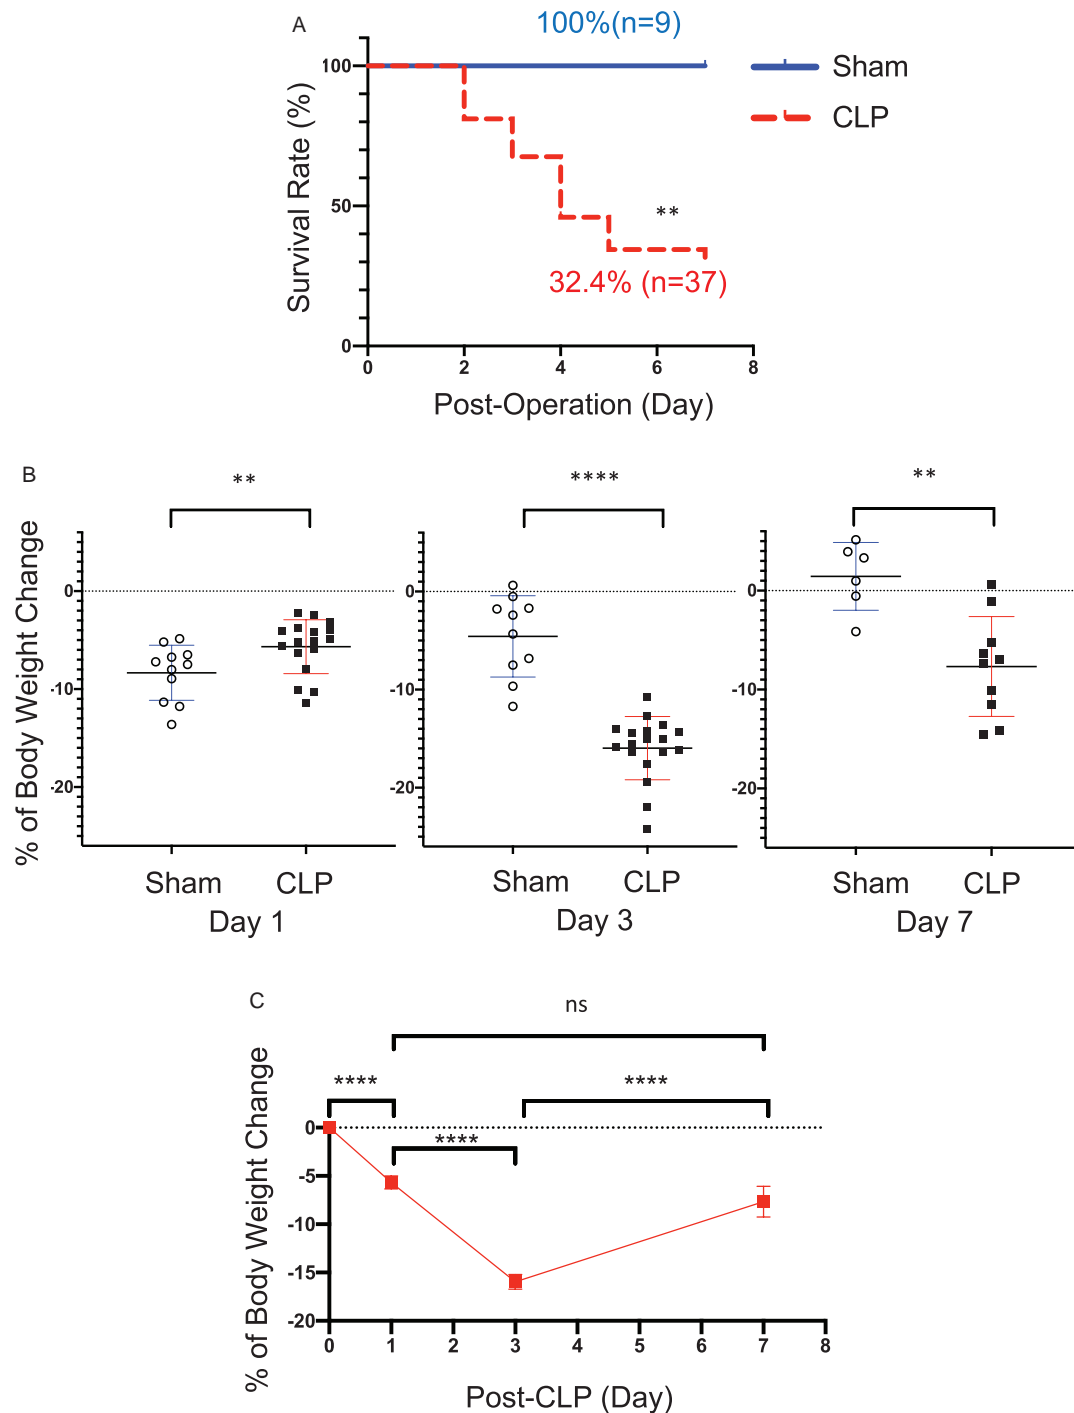 A
100%(n=9)
Sham
CLP
Survival Rate (%)
100
50
0
**
32.4% (n=37)
0 2 4 6 8
Post-Operation (Day)
B
% of Body Weight Change
**
0
-10
-20
Sham CLP
Day 1
****
0
-10
-20
Sham CLP
Day 3
**
0
-10
-20
Sham CLP
Day 7
C
% of Body Weight Change
ns
****
****
****
0
-5
-10
-15
-20
0 1 2 3 4 5 6 7 8
Post-CLP (Day)